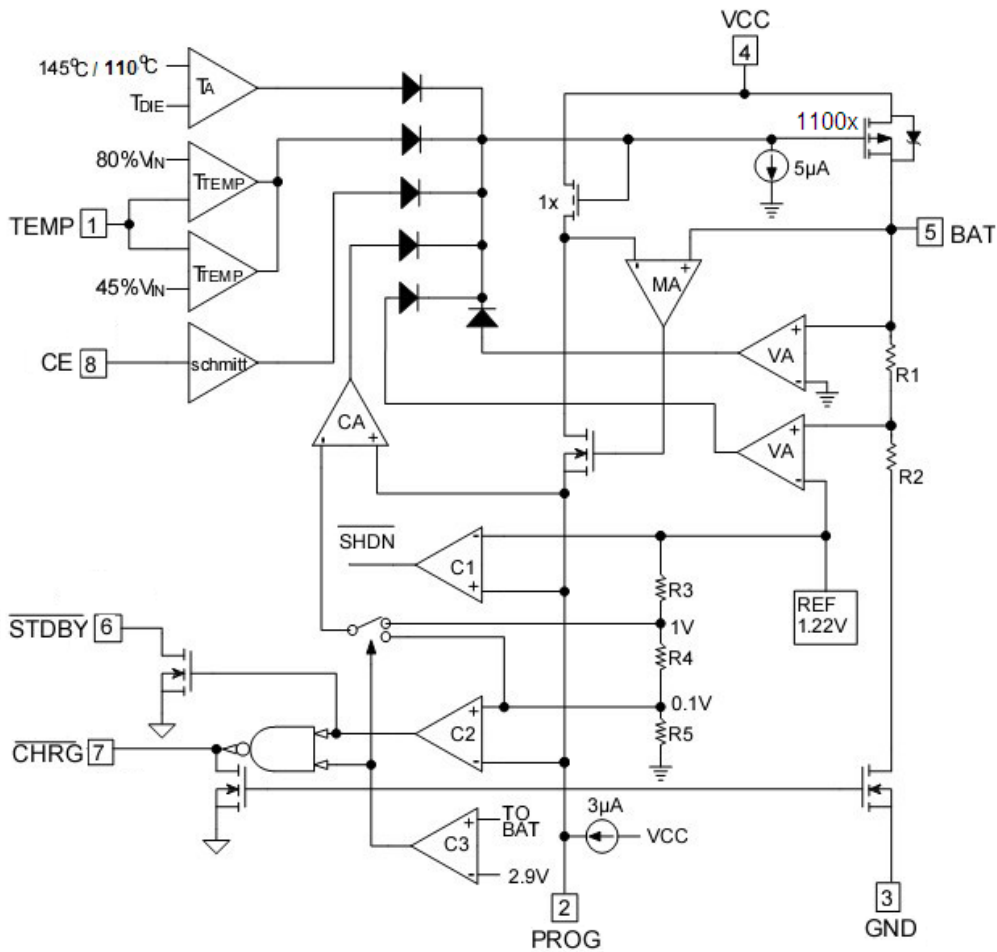 VCC
4
145°C / 110°C
TA
TDIE
1100x
80%VIN
TTEMP
5µA
1x
TEMP 1
5 BAT
TTEMP
MA
45%VIN
+
CE 8
schmitt
VA
-
R1
CA
+
VA
-
R2
SHDN
-
C1
+
R3
REF
1.22V
STDBY 6
1V
R4
0.1V
+
C2
-
R5
CHRG 7
3µA
TO
BAT
+
C3
-
2.9V
VCC
2
PROG
3
GND